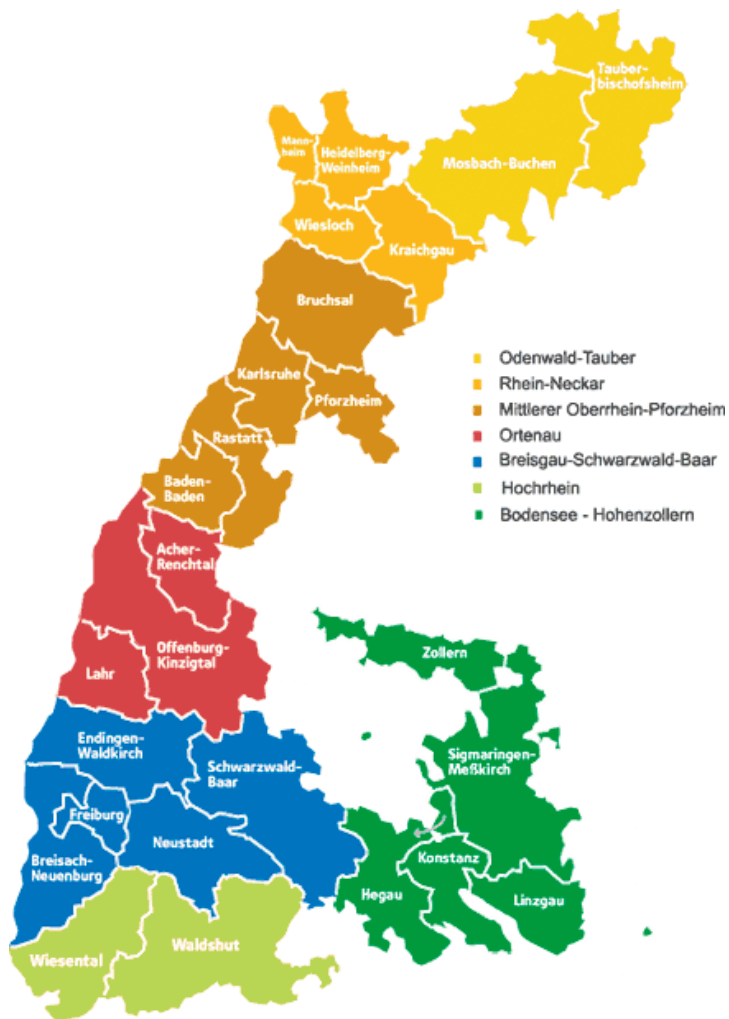 Tauber-
bischofsheim
Mann-
heim
Heidelberg-
Weinheim
Mosbach-Buchen
Wiesloch
Kraichgau
Bruchsal
Karlsruhe
Pforzheim
Rastatt
Baden-
Baden
Odenwald-Tauber
Rhein-Neckar
Mittlerer Oberrhein-Pforzheim
Ortenau
Breisgau-Schwarzwald-Baar
Hochrhein
Bodensee - Hohenzollern
Acher-
Renchtal
Offenburg-
Kinzigtal
Lahr
Zollern
Endingen-
Waldkirch
Schwarzwald-
Baar
Sigmaringen-
Meßkirch
Freiburg
Neustadt
Breisach-
Neuenburg
Konstanz
Hegau
Linzgau
Waldshut
Wiesental